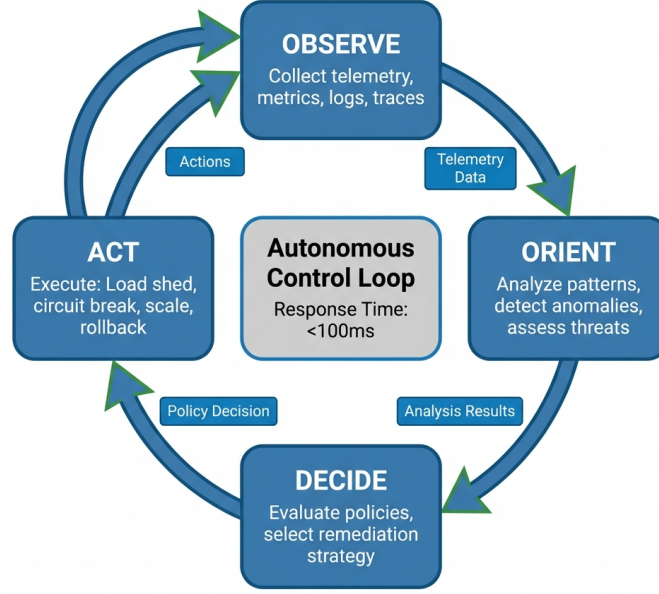 OBSERVE
Collect telemetry,
metrics, logs, traces
Actions
Telemetry
Data
ACT
Execute: Load shed,
circuit break, scale,
rollback
Autonomous
Control Loop
Response Time:
<100ms
ORIENT
Analyze patterns,
detect anomalies,
assess threats
Policy Decision
Analysis Results
DECIDE
Evaluate policies,
select remediation
strategy